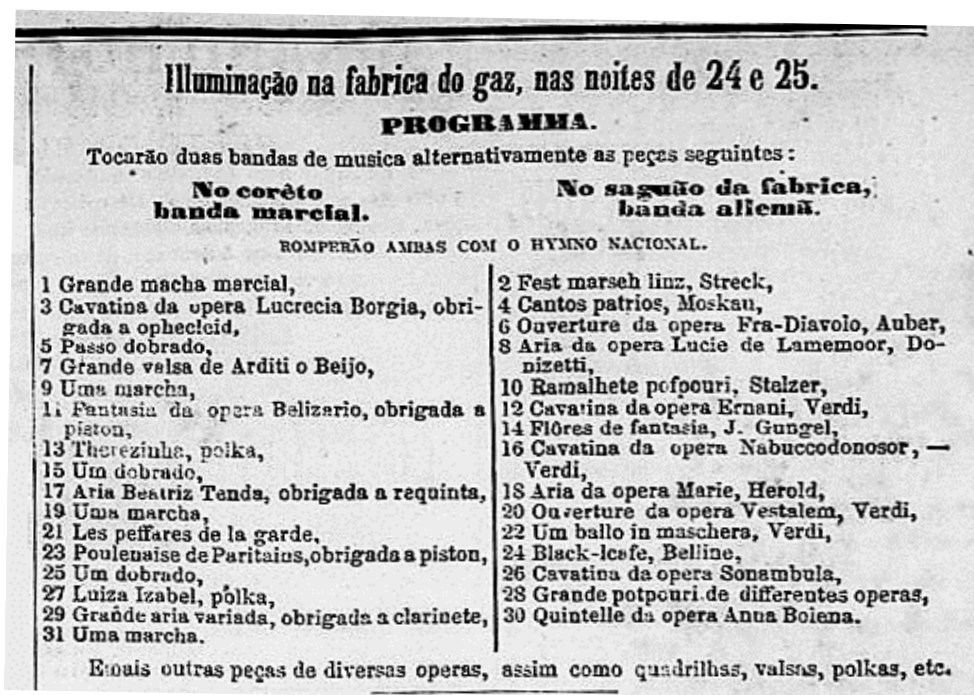 Illuminação na fabrica do gaz, nas noites de 24 e 25.
PROGRAMMA.
Tocarão duas bandas de musica alternativamente as peças seguintes:
No corêto
banda marcial.
No saguão da fabrica,
banda allemã.
ROMPERÃO AMBAS COM O HYMNO NACIONAL.
1 Grande macha marcial,
3 Cavatina da opera Lucrecia Borgia, obri-
gada a ophecleid,
5 Passo dobrado,
7 Grande valsa de Arditi o Beijo,
9 Uma marcha,
11 Fantasia da opera Belizario, obrigada a
piston,
13 Therezinha, polka,
15 Um dobrado,
17 Aria Beatriz Tenda, obrigada a requinta,
19 Uma marcha,
21 Les peffares de la garde,
23 Poulenaise de Paritains, obrigada a piston,
25 Um dobrado,
27 Luiza Izabel, polka,
29 Grande aria variada, obrigada a clarinete,
31 Uma marcha.
2 Fest marseh linz, Streck,
4 Cantos patrios, Moskau,
6 Ouverture da opera Fra-Diavolo, Auber,
8 Aria da opera Lucie de Lamemoor, Do-
nizetti,
10 Ramalhete potpouri, Stelzer,
12 Cavatina da opera Ernani, Verdi,
14 Flôres de fantasia, J. Gungel,
16 Cavatina da opera Nabuccodonosor, —
Verdi,
18 Aria da opera Marie, Herold,
20 Ouverture da opera Vestalem, Verdi,
22 Um ballo in maschera, Verdi,
24 Black-lcafe, Belline,
26 Cavatina da opera Sonambula,
28 Grande potpouri de differentes operas,
30 Quintelle da opera Anna Bolena.
E mais outras peças de diversas operas, assim como quadrilhas, valsas, polkas, etc.